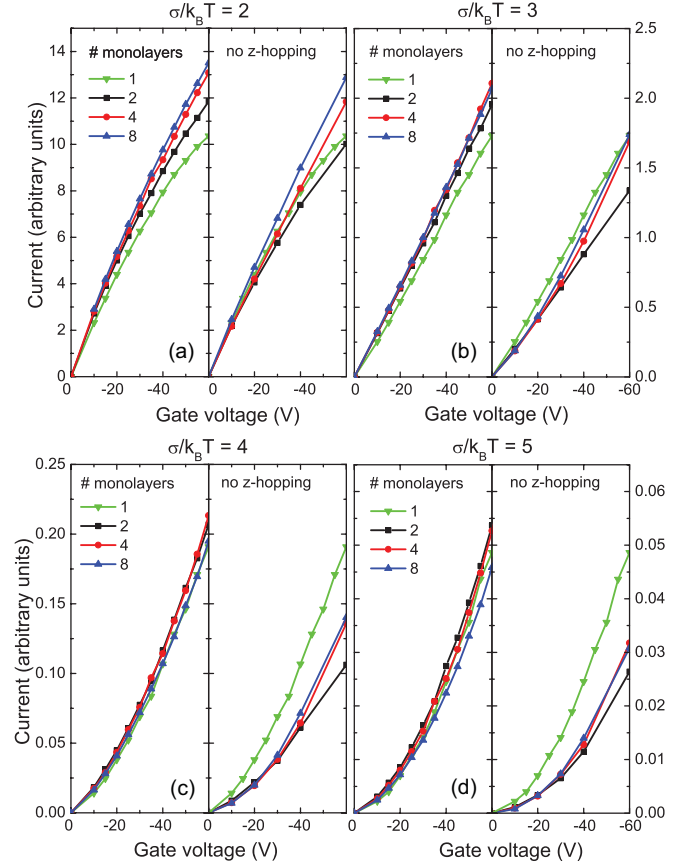 σ/k_BT = 2
σ/k_BT = 3
# monolayers
1
2
4
8
no z-hopping
# monolayers
1
2
4
8
no z-hopping
14
12
10
8
6
4
2
0
2.5
2.0
1.5
1.0
0.5
0.0
Current (arbitrary units)
(a)
(b)
0 -20 -40 0 -20 -40 0 -20 -40 0 -20 -40 -60
Gate voltage (V)
Gate voltage (V)
σ/k_BT = 4
σ/k_BT = 5
# monolayers
1
2
4
8
no z-hopping
# monolayers
1
2
4
8
no z-hopping
0.25
0.20
0.15
0.10
0.05
0.00
0.06
0.05
0.04
0.03
0.02
0.01
0.00
Current (arbitrary units)
(c)
(d)
0 -20 -40 0 -20 -40 0 -20 -40 0 -20 -40 -60
Gate voltage (V)
Gate voltage (V)